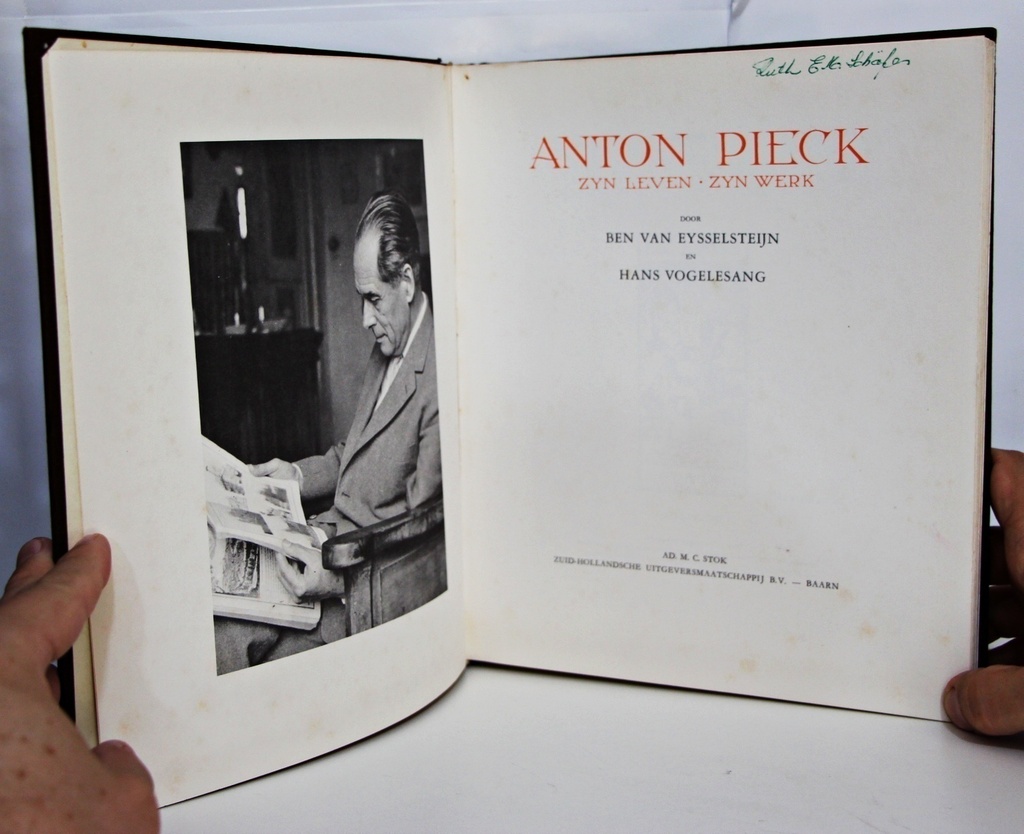 Ruth E.K. Schäfer
ANTON PIECK
ZYN LEVEN · ZYN WERK
DOOR
BEN VAN EYSSELSTEIJN
EN
HANS VOGELESANG
AD. M. C. STOK
ZUID-HOLLANDSCHE UITGEVERSMAATSCHAPPIJ B.V. — BAARN